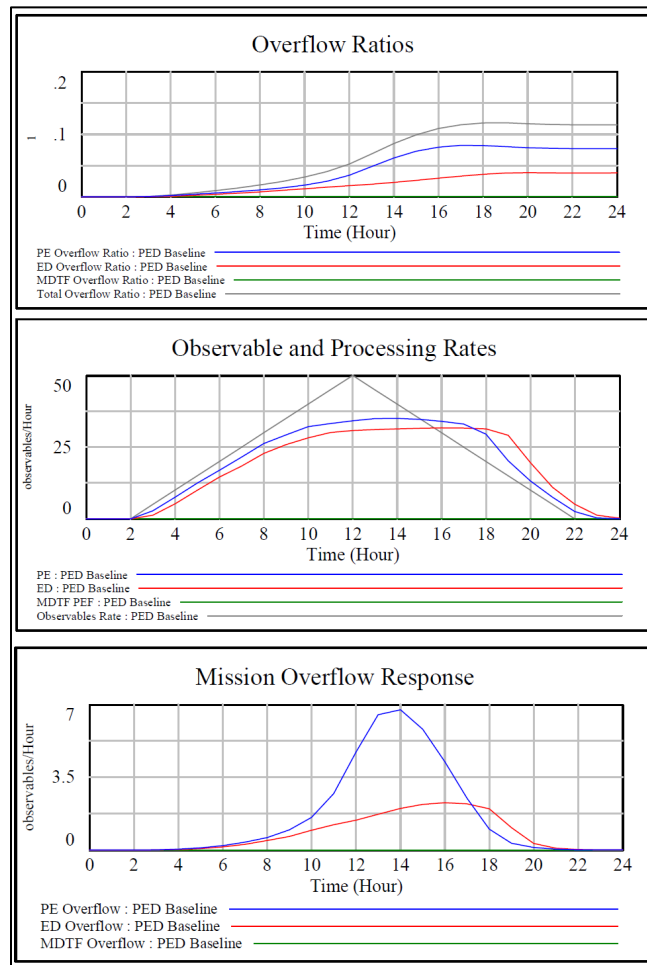 Overflow Ratios
.2
.1
0
1
0 2 4 6 8 10 12 14 16 18 20 22 24
Time (Hour)
PE Overflow Ratio : PED Baseline
ED Overflow Ratio : PED Baseline
MDTF Overflow Ratio : PED Baseline
Total Overflow Ratio : PED Baseline
Observable and Processing Rates
50
25
0
observables/Hour
0 2 4 6 8 10 12 14 16 18 20 22 24
Time (Hour)
PE : PED Baseline
ED : PED Baseline
MDTF PEF : PED Baseline
Observables Rate : PED Baseline
Mission Overflow Response
7
3.5
0
observables/Hour
0 2 4 6 8 10 12 14 16 18 20 22 24
Time (Hour)
PE Overflow : PED Baseline
ED Overflow : PED Baseline
MDTF Overflow : PED Baseline